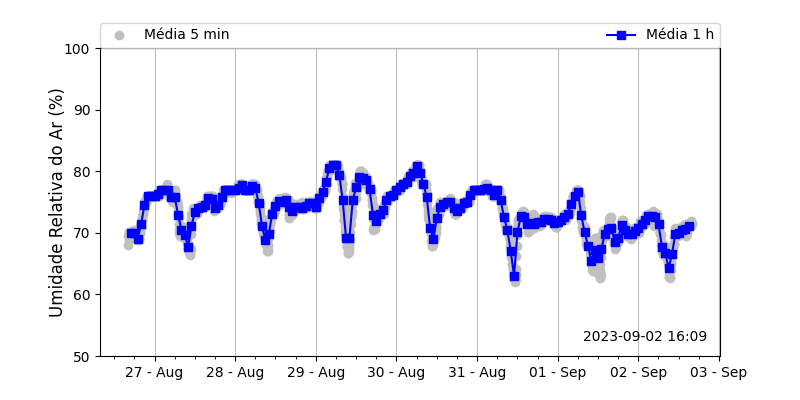 Média 5 min
Média 1 h
Umidade Relativa do Ar (%)
100
90
80
70
60
50
2023-09-02 16:09
27 - Aug
28 - Aug
29 - Aug
30 - Aug
31 - Aug
01 - Sep
02 - Sep
03 - Sep